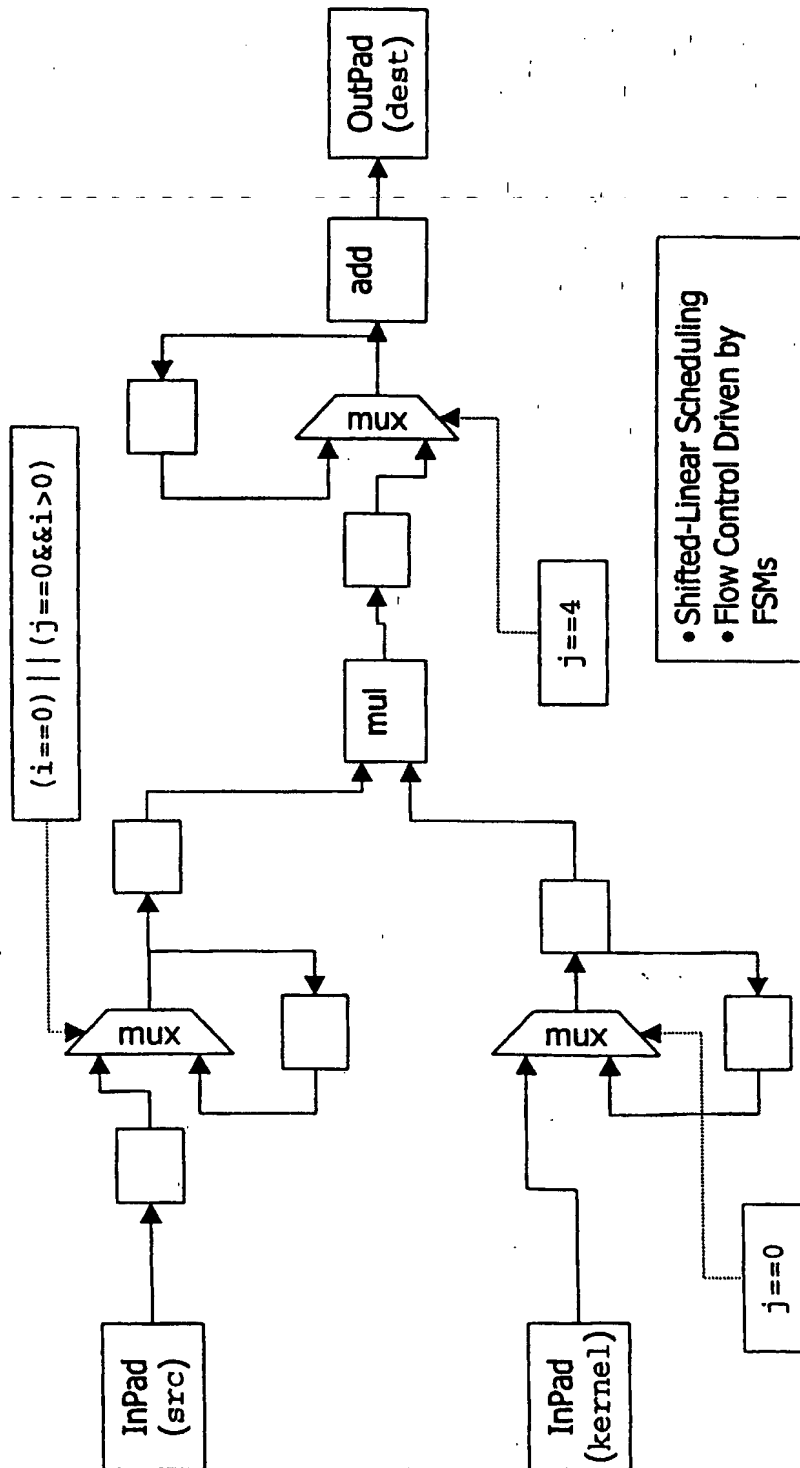 InPad
(src)
InPad
(kernel)
j==0
mux
mux
(i==0)||(j==0&&i>0)
mul
j==4
mux
add
OutPad
(dest)
• Shifted-Linear Scheduling
• Flow Control Driven by
FSMs